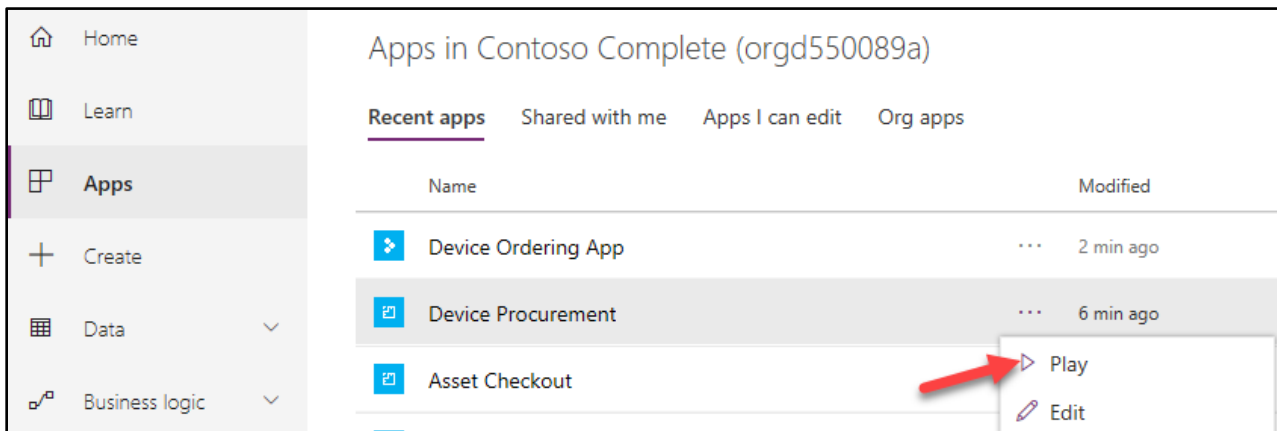 Home
Learn
Apps
Create
Data
Business logic
Apps in Contoso Complete (orgd550089a)
Recent apps Shared with me Apps I can edit Org apps
Name Modified
Device Ordering App ... 2 min ago
Device Procurement ... 6 min ago
Asset Checkout
Play
Edit